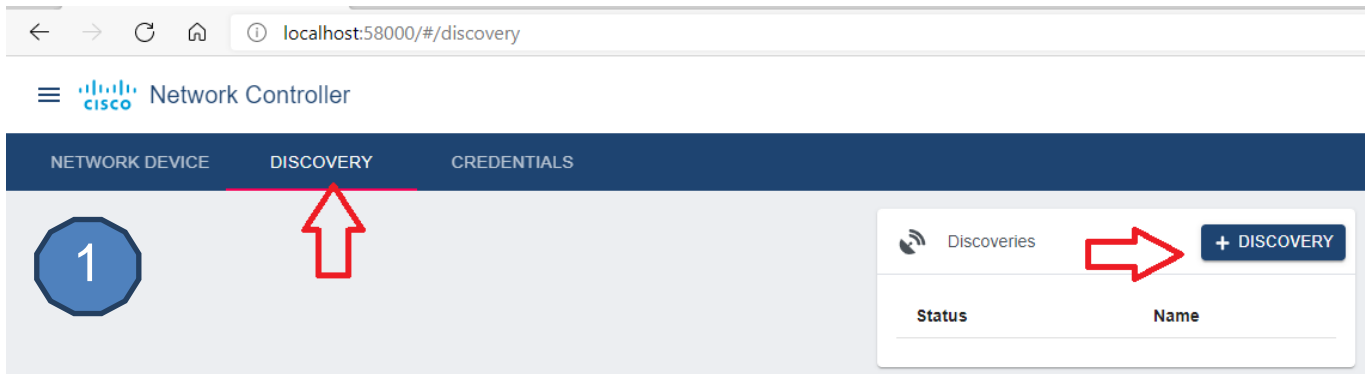 localhost:58000/#/discovery
cisco Network Controller
NETWORK DEVICE DISCOVERY CREDENTIALS
1
Discoveries + DISCOVERY
Status Name